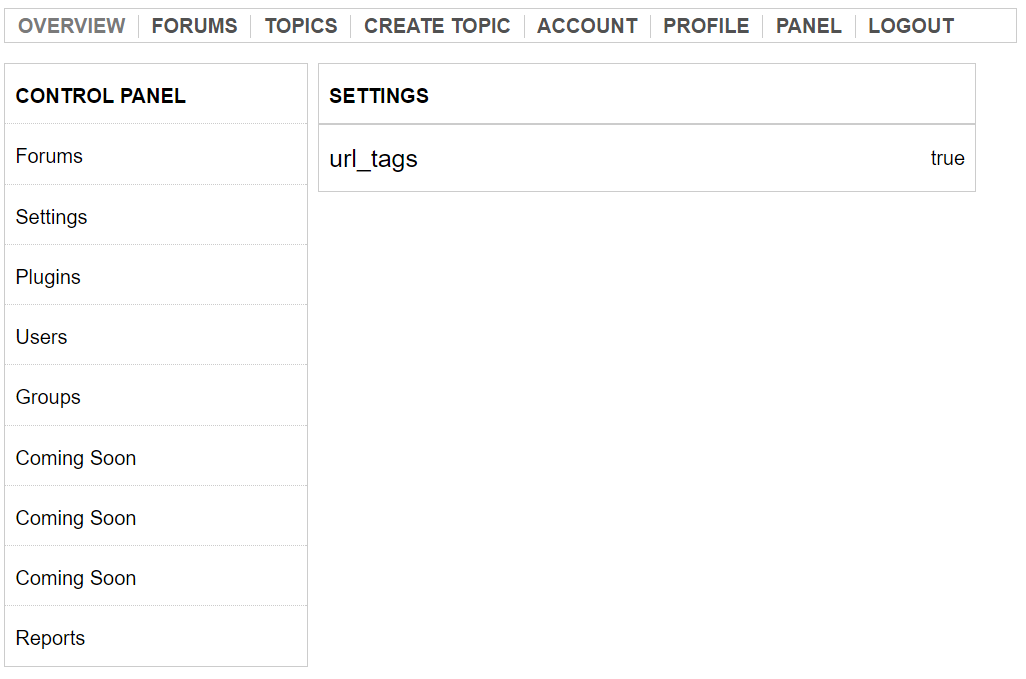 OVERVIEW FORUMS TOPICS CREATE TOPIC ACCOUNT PROFILE PANEL LOGOUT
CONTROL PANEL
Forums
Settings
Plugins
Users
Groups
Coming Soon
Coming Soon
Coming Soon
Reports
SETTINGS
url_tags true